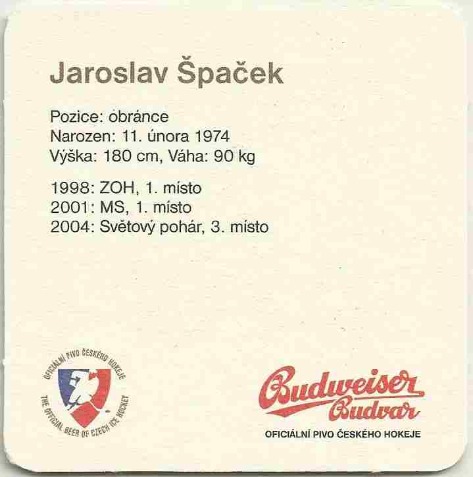 Jaroslav Špaček
Pozice: obránce
Narozen: 11. února 1974
Výška: 180 cm, Váha: 90 kg
1998: ZOH, 1. místo
2001: MS, 1. místo
2004: Světový pohár, 3. místo
OFICIÁLNÍ PIVO ČESKÉHO HOKEJE
THE OFFICIAL BEER OF CZECH ICE HOCKEY
Budweiser
Budvar
OFICIÁLNÍ PIVO ČESKÉHO HOKEJE